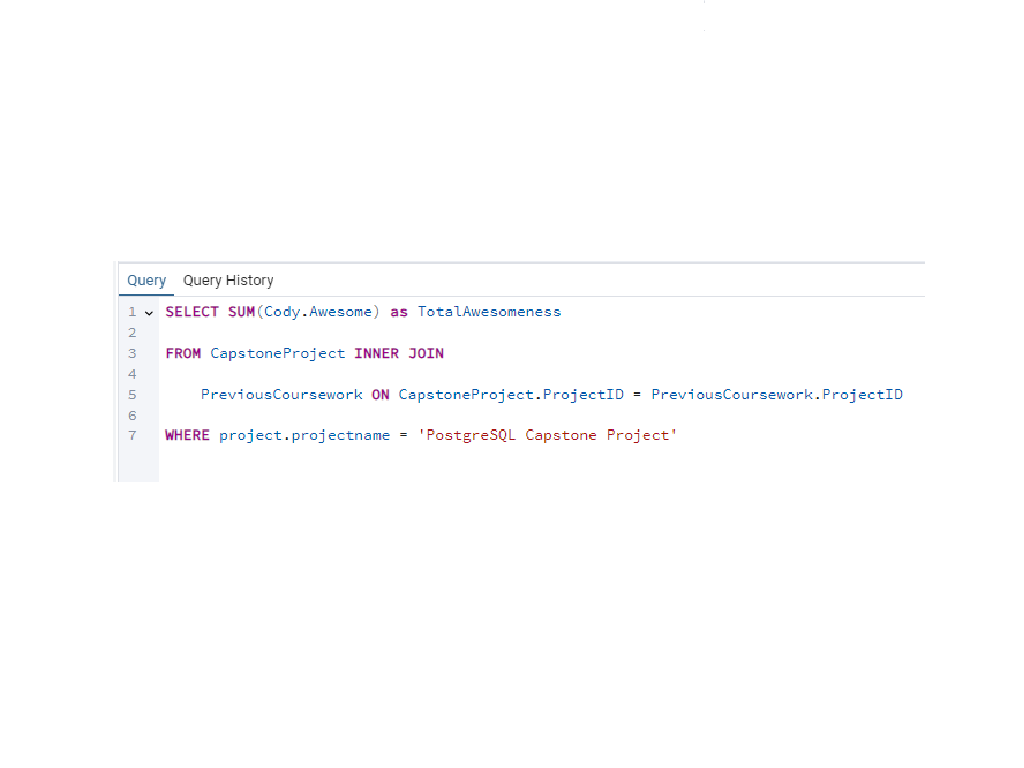 Query Query History
1 SELECT SUM(Cody.Awesome) as TotalAwesomeness
2
3 FROM CapstoneProject INNER JOIN
4
5 PreviousCoursework ON CapstoneProject.ProjectID = PreviousCoursework.ProjectID
6
7 WHERE project.projectname = 'PostgreSQL Capstone Project'